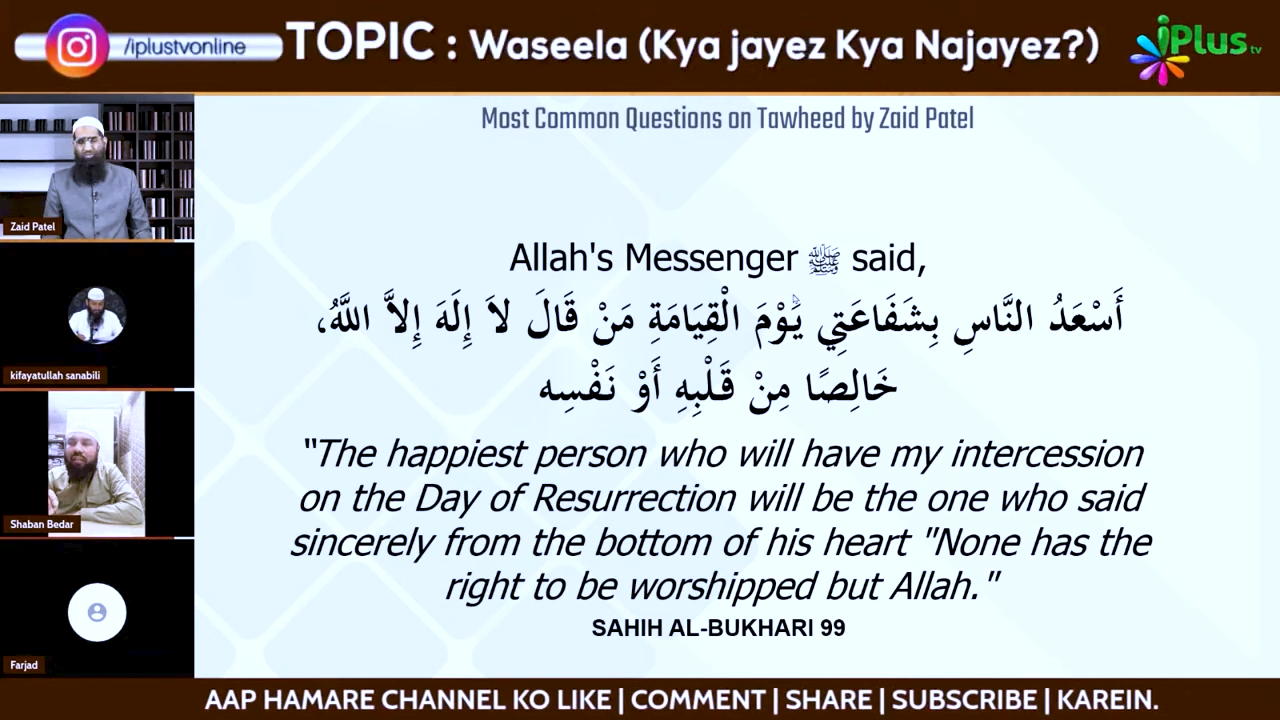 /iplustvonline
TOPIC : Waseela (Kya jayez Kya Najayez?)
iPlus tv
Most Common Questions on Tawheed by Zaid Patel
Allah's Messenger ﷺ said,
أَسْعَدُ النَّاسِ بِشَفَاعَتِي يَوْمَ الْقِيَامَةِ مَنْ قَالَ لاَ إِلَهَ إِلاَّ اللَّهُ،
خَالِصًا مِنْ قَلْبِهِ أَوْ نَفْسِه
"The happiest person who will have my intercession
on the Day of Resurrection will be the one who said
sincerely from the bottom of his heart "None has the
right to be worshipped but Allah."
SAHIH AL-BUKHARI 99
Zaid Patel
kifayatullah sanabili
Shaban Bedar
Farjad
AAP HAMARE CHANNEL KO LIKE | COMMENT | SHARE | SUBSCRIBE | KAREIN.